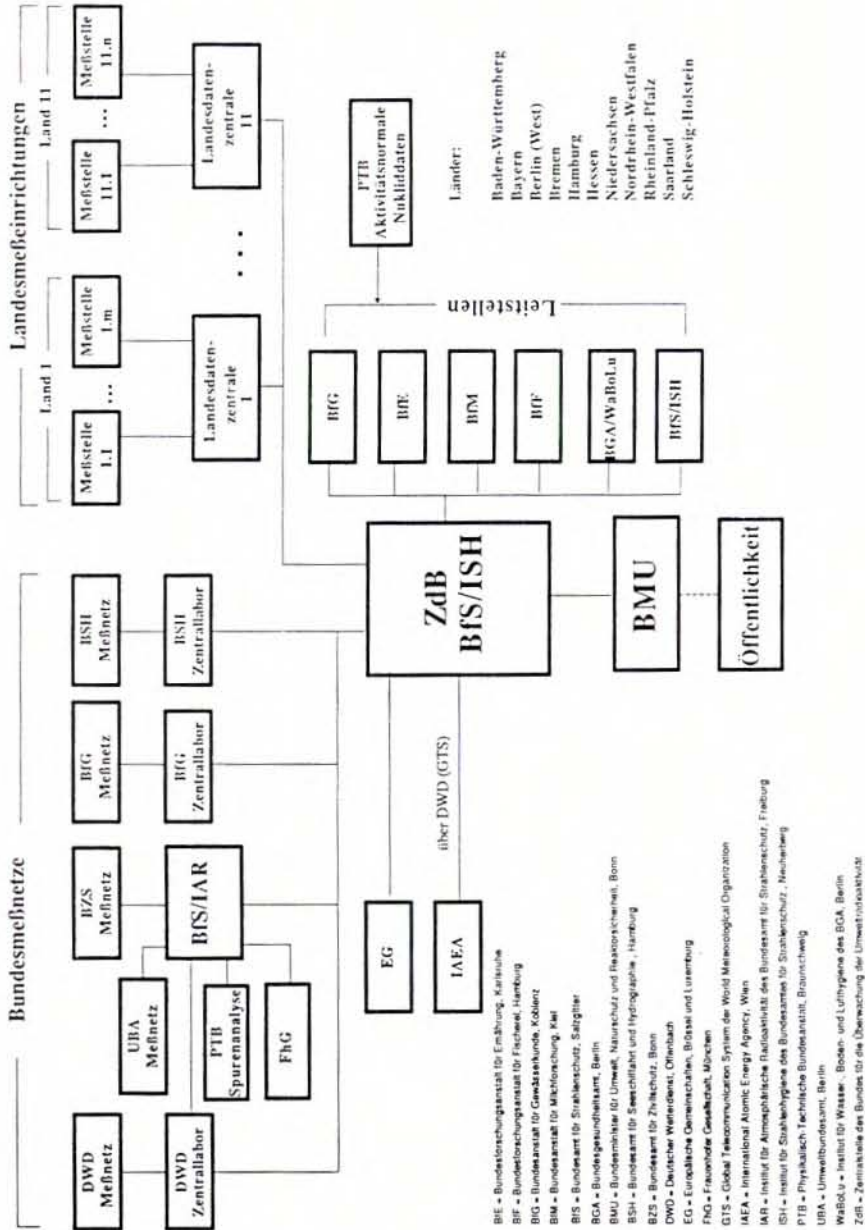 Bundesmeßnetze
Landesmeßeinrichtungen
Land 1
Land 11
DWD
Meßnetz
BZS
Meßnetz
BfG
Meßnetz
BSH
Meßnetz
Meßstelle
1.1
...
Meßstelle
1.m
Meßstelle
11.1
...
Meßstelle
11.n
UBA
Meßnetz
DWD
Zentrallabor
BfS/IAR
BfG
Zentrallabor
BSH
Zentrallabor
Landesdaten-
zentrale
1
...
Landesdaten-
zentrale
11
PTB
Spurenanalyse
FhG
EG
IAEA
über DWD (GTS)
ZdB
BfS/ISH
BfG
BfE
BfM
BfF
BGA/WaBoLu
BfS/ISH
Leitstellen
PTB
Aktivitätsnormale
Nukliddaten
BMU
Öffentlichkeit
Länder:
Baden-Württemberg
Bayern
Berlin (West)
Bremen
Hamburg
Hessen
Niedersachsen
Nordrhein-Westfalen
Rheinland-Pfalz
Saarland
Schleswig-Holstein
BfE = Bundesforschungsanstalt für Ernährung, Karlsruhe
BfF = Bundesforschungsanstalt für Fischerei, Hamburg
BfG = Bundesanstalt für Gewässerkunde, Koblenz
BfM = Bundesanstalt für Milchforschung, Kiel
BfS = Bundesamt für Strahlenschutz, Salzgitter
BGA = Bundesgesundheitsamt, Berlin
BMU = Bundesminister für Umwelt, Naturschutz und Reaktorsicherheit, Bonn
BSH = Bundesamt für Seeschiffahrt und Hydrographie, Hamburg
BZS = Bundesamt für Zivilschutz, Bonn
DWD = Deutscher Wetterdienst, Offenbach
EG = Europäische Gemeinschaften, Brüssel und Luxemburg
FhG = Fraunhofer Gesellschaft, München
GTS = Global Telecommunication System der World Meteorological Organization
IAEA = International Atomic Energy Agency, Wien
IAR = Institut für Atmosphärische Radioaktivität des Bundesamt für Strahlenschutz, Freiburg
ISH = Institut für Strahlenhygiene des Bundesamtes für Strahlenschutz, Neuherberg
PTB = Physikalisch Technische Bundesanstalt, Braunschweig
UBA = Umweltbundesamt, Berlin
WaBoLu = Institut für Wasser-, Boden- und Lufthygiene des BGA, Berlin
ZdB = Zentralstelle des Bundes für die Überwachung der Umweltradioaktivität